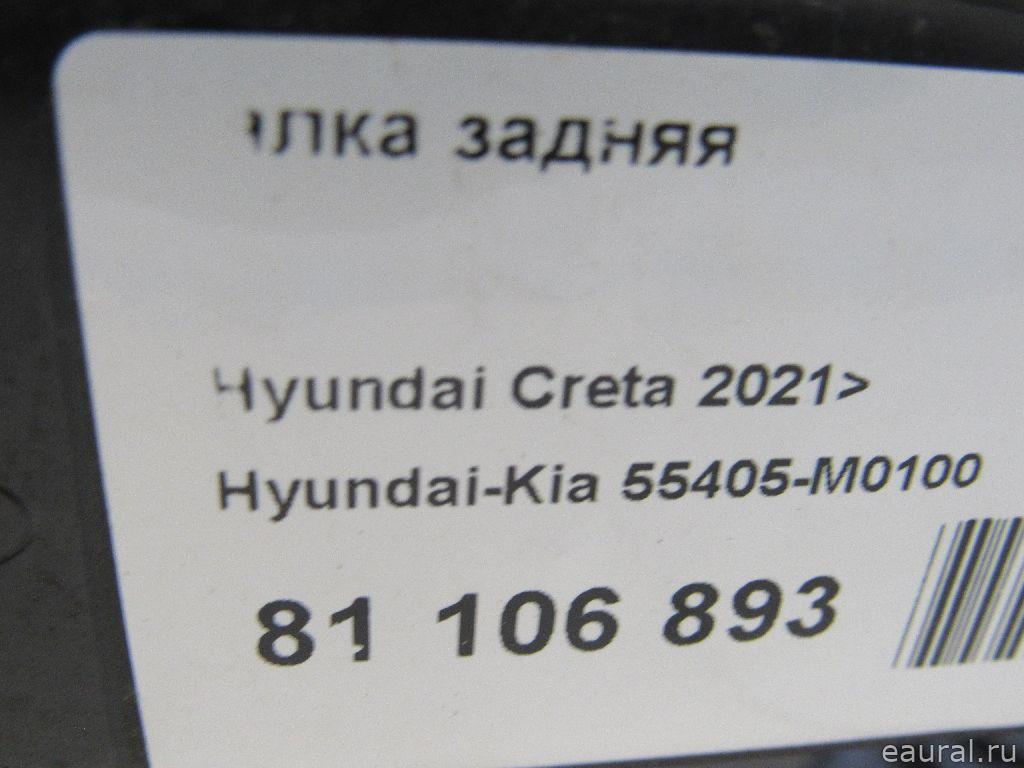 задняя
Hyundai Creta 2021>
Hyundai-Kia 55405-M0100
81 106 893
eaural.ru